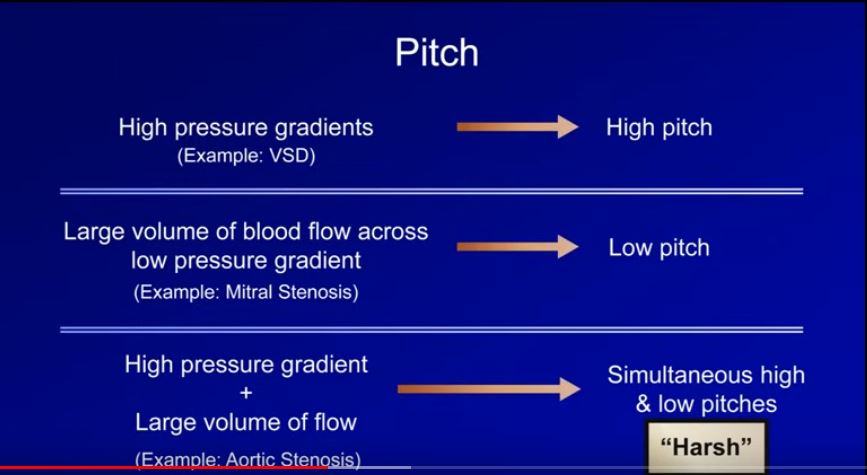 Pitch
High pressure gradients
(Example: VSD)
High pitch
Large volume of blood flow across
low pressure gradient
(Example: Mitral Stenosis)
Low pitch
High pressure gradient
+
Large volume of flow
(Example: Aortic Stenosis)
Simultaneous high
& low pitches
“Harsh”